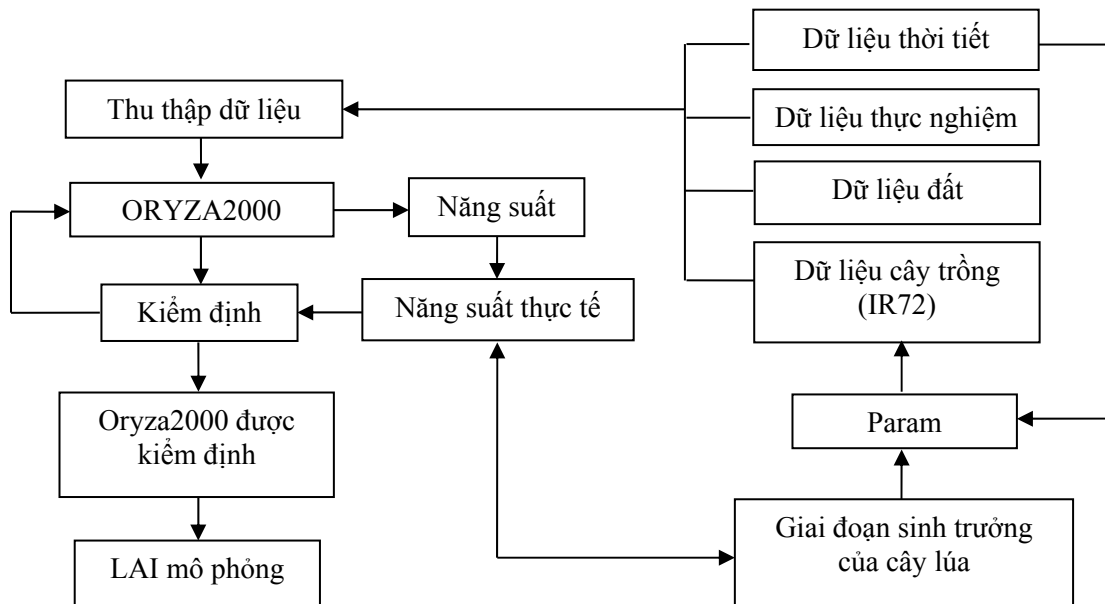 Dữ liệu thời tiết
Thu thập dữ liệu
Dữ liệu thực nghiệm
ORYZA2000
Năng suất
Dữ liệu đất
Kiểm định
Năng suất thực tế
Dữ liệu cây trồng
(IR72)
Oryza2000 được
kiểm định
Param
LAI mô phỏng
Giai đoạn sinh trưởng
của cây lúa